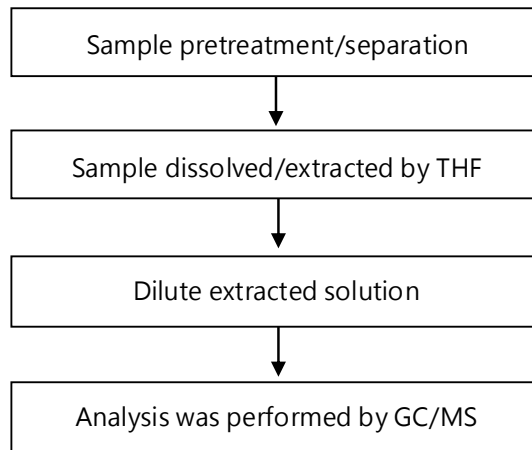 Sample pretreatment/separation
Sample dissolved/extracted by THF
Dilute extracted solution
Analysis was performed by GC/MS